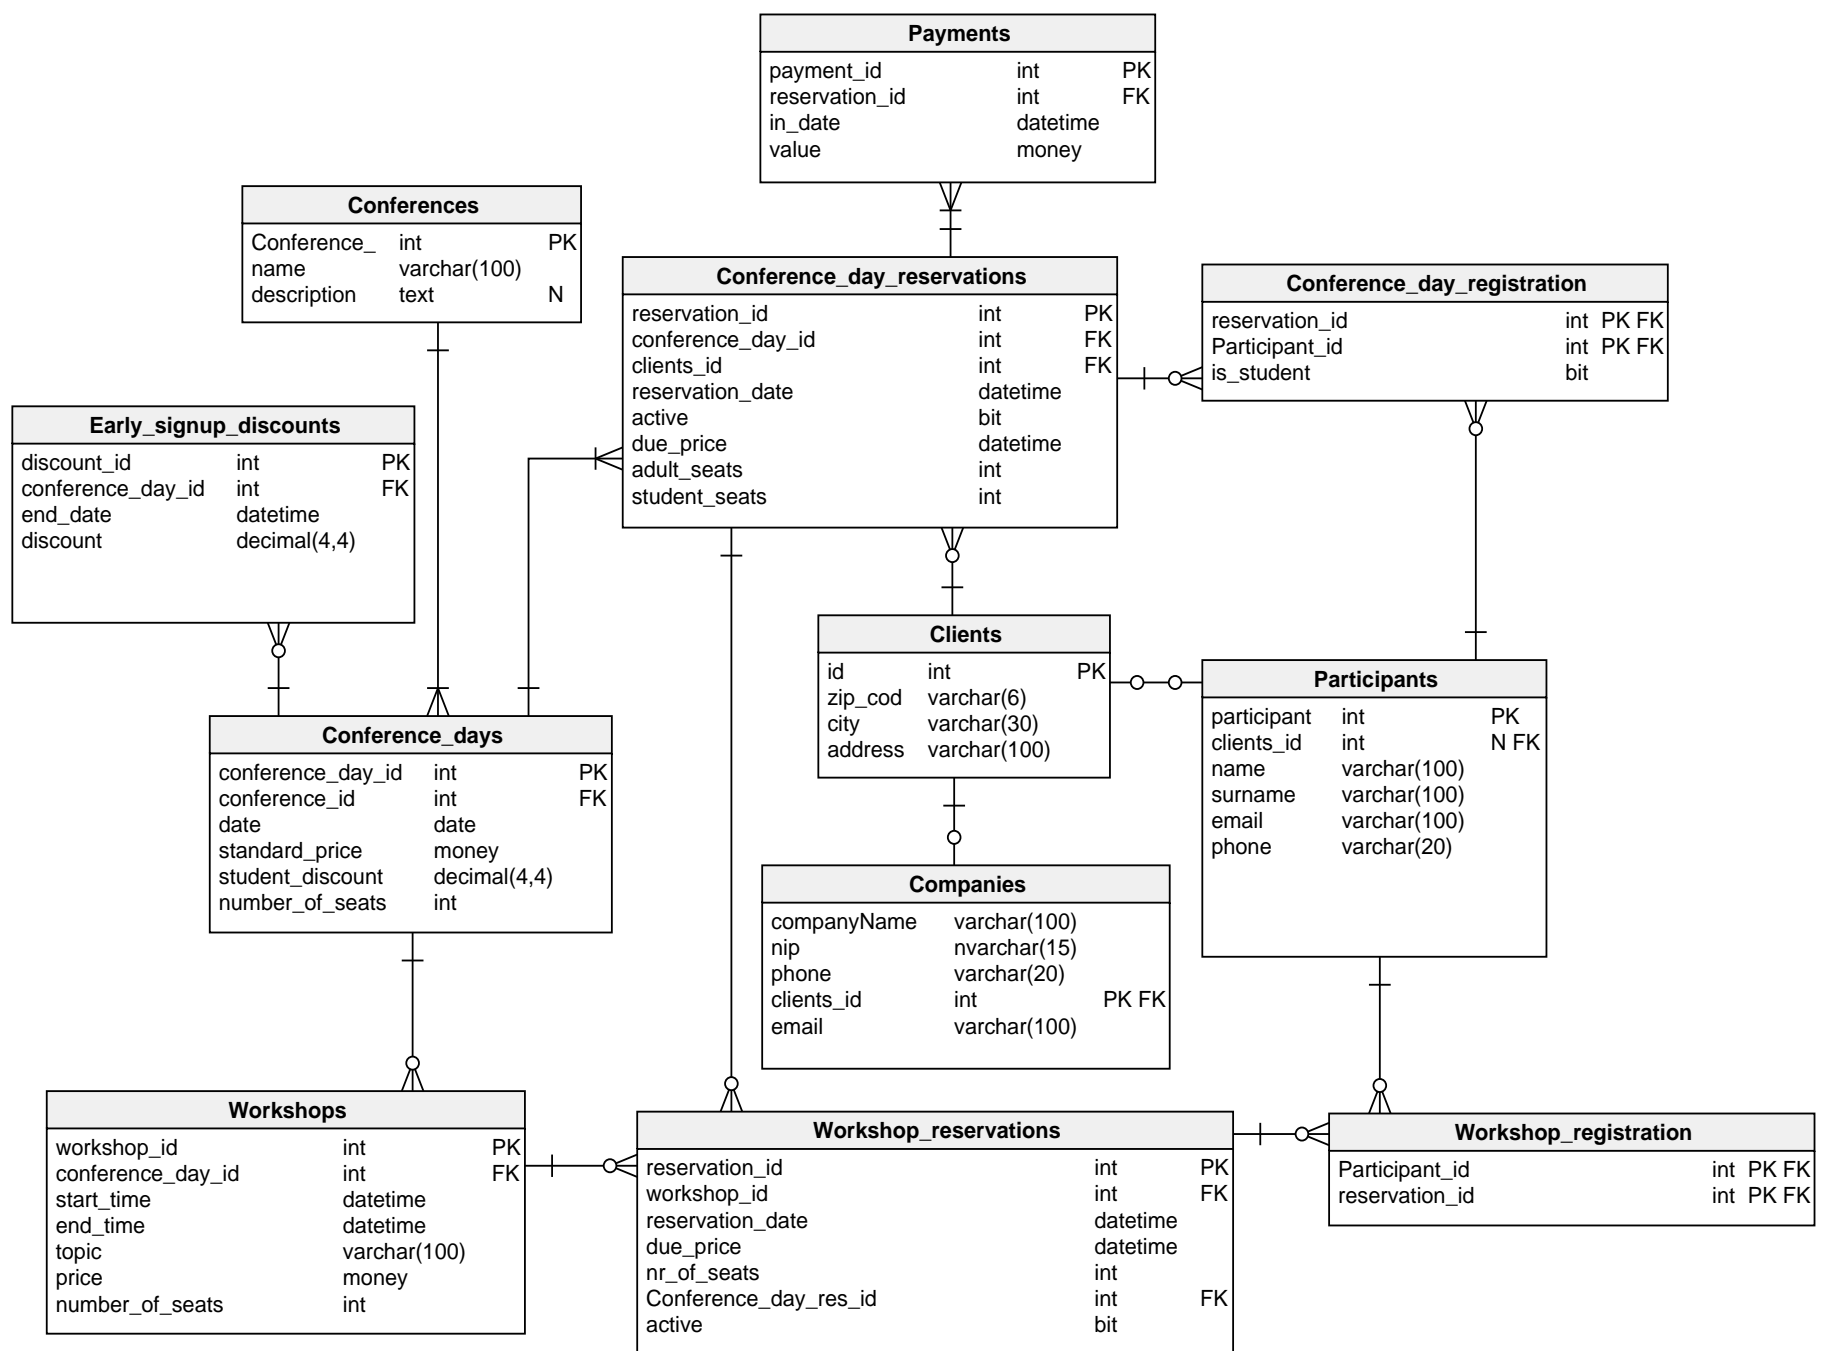 Payments
payment_id int PK
reservation_id int FK
in_date datetime
value money
Conferences
Conference_ int PK
name varchar(100)
description text N
Conference_day_reservations
reservation_id int PK
conference_day_id int FK
clients_id int FK
reservation_date datetime
active bit
due_price datetime
adult_seats int
student_seats int
Conference_day_registration
reservation_id int PK FK
Participant_id int PK FK
is_student bit
Early_signup_discounts
discount_id int PK
conference_day_id int FK
end_date datetime
discount decimal(4,4)
Clients
id int PK
zip_cod varchar(6)
city varchar(30)
address varchar(100)
Participants
participant int PK
clients_id int N FK
name varchar(100)
surname varchar(100)
email varchar(100)
phone varchar(20)
Conference_days
conference_day_id int PK
conference_id int FK
date date
standard_price money
student_discount decimal(4,4)
number_of_seats int
Companies
companyName varchar(100)
nip nvarchar(15)
phone varchar(20)
clients_id int PK FK
email varchar(100)
Workshops
workshop_id int PK
conference_day_id int FK
start_time datetime
end_time datetime
topic varchar(100)
price money
number_of_seats int
Workshop_reservations
reservation_id int PK
workshop_id int FK
reservation_date datetime
due_price datetime
nr_of_seats int
Conference_day_res_id int FK
active bit
Workshop_registration
Participant_id int PK FK
reservation_id int PK FK